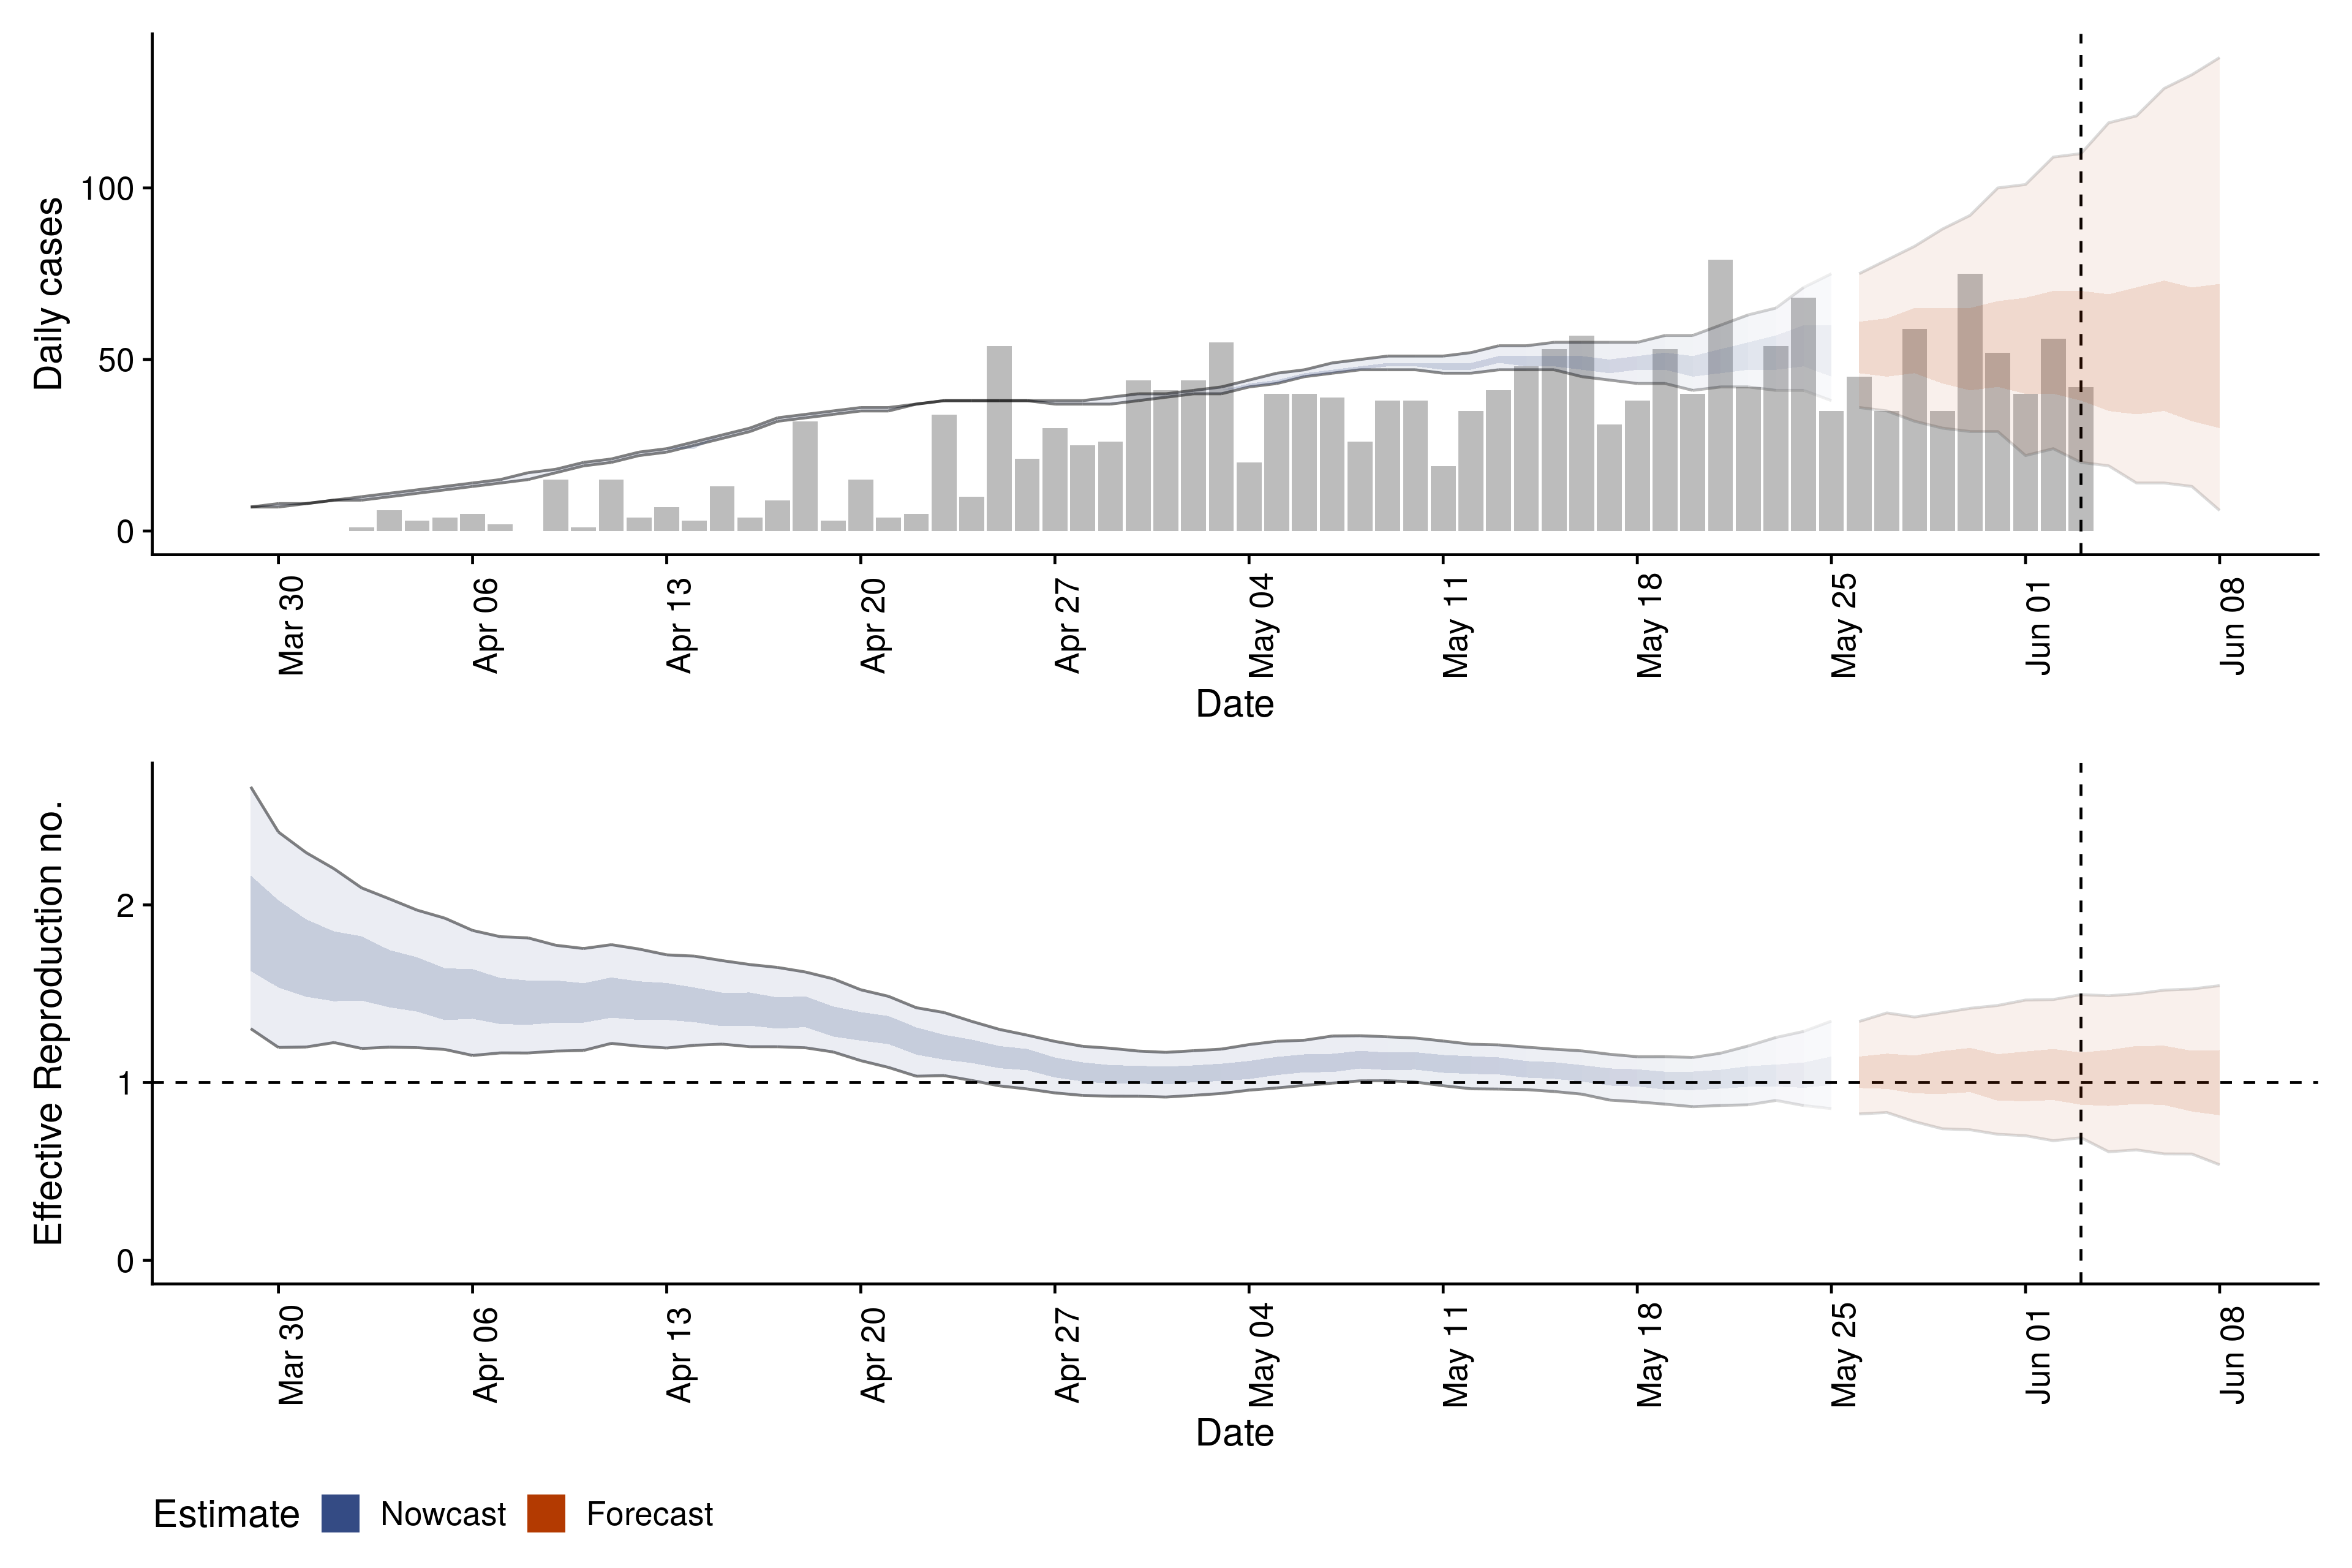 Daily cases
100
50
0
Mar 30
Apr 06
Apr 13
Apr 20
Apr 27
May 04
May 11
May 18
May 25
Jun 01
Jun 08
Date
Effective Reproduction no.
2
1
0
Mar 30
Apr 06
Apr 13
Apr 20
Apr 27
May 04
May 11
May 18
May 25
Jun 01
Jun 08
Date
Estimate Nowcast Forecast